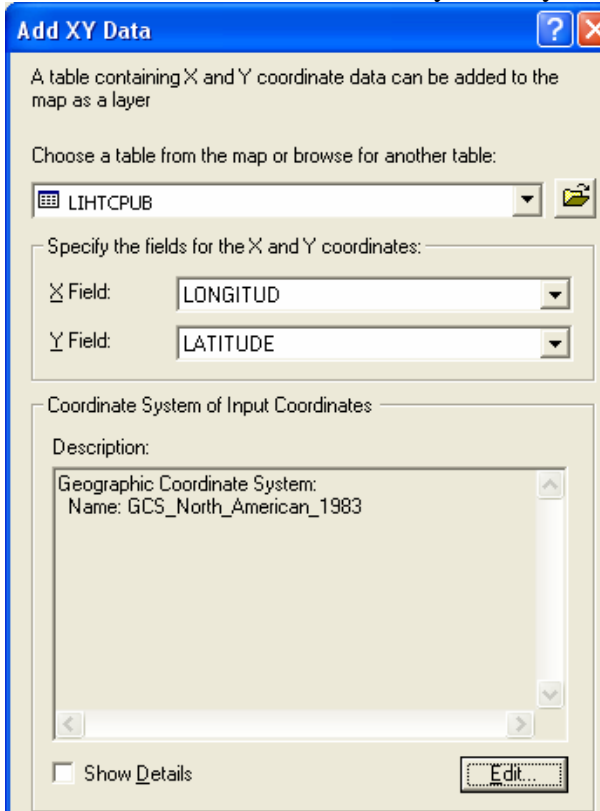 Add XY Data
A table containing X and Y coordinate data can be added to the
map as a layer
Choose a table from the map or browse for another table:
LIHTCPUB
Specify the fields for the X and Y coordinates:
X Field: LONGITUD
Y Field: LATITUDE
Coordinate System of Input Coordinates
Description:
Geographic Coordinate System:
Name: GCS_North_American_1983
Show Details Edit...